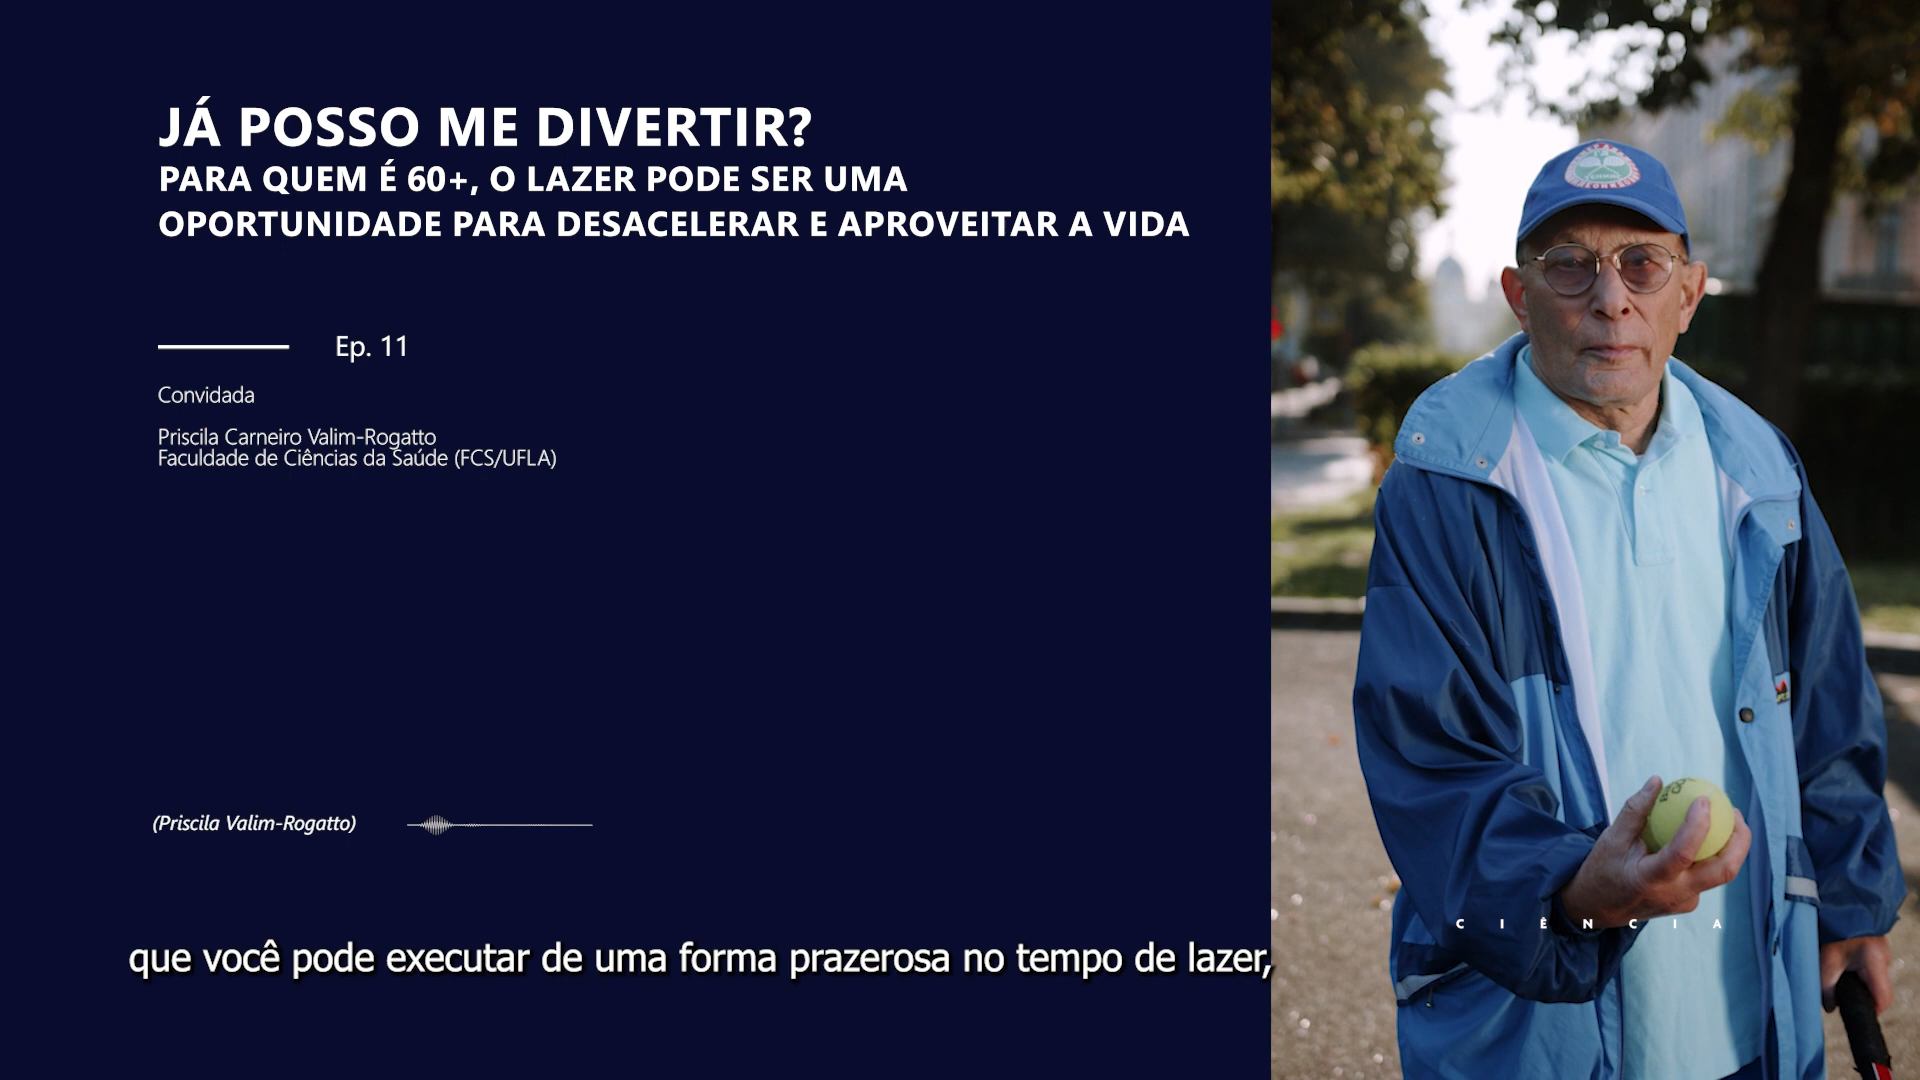 JÁ POSSO ME DIVERTIR?
PARA QUEM É 60+, O LAZER PODE SER UMA
OPORTUNIDADE PARA DESACELERAR E APROVEITAR A VIDA
Ep. 11
Convidada
Priscila Carneiro Valim-Rogatto
Faculdade de Ciências da Saúde (FCS/UFLA)
(Priscila Valim-Rogatto)
CIÊNCIA
que você pode executar de uma forma prazerosa no tempo de lazer,